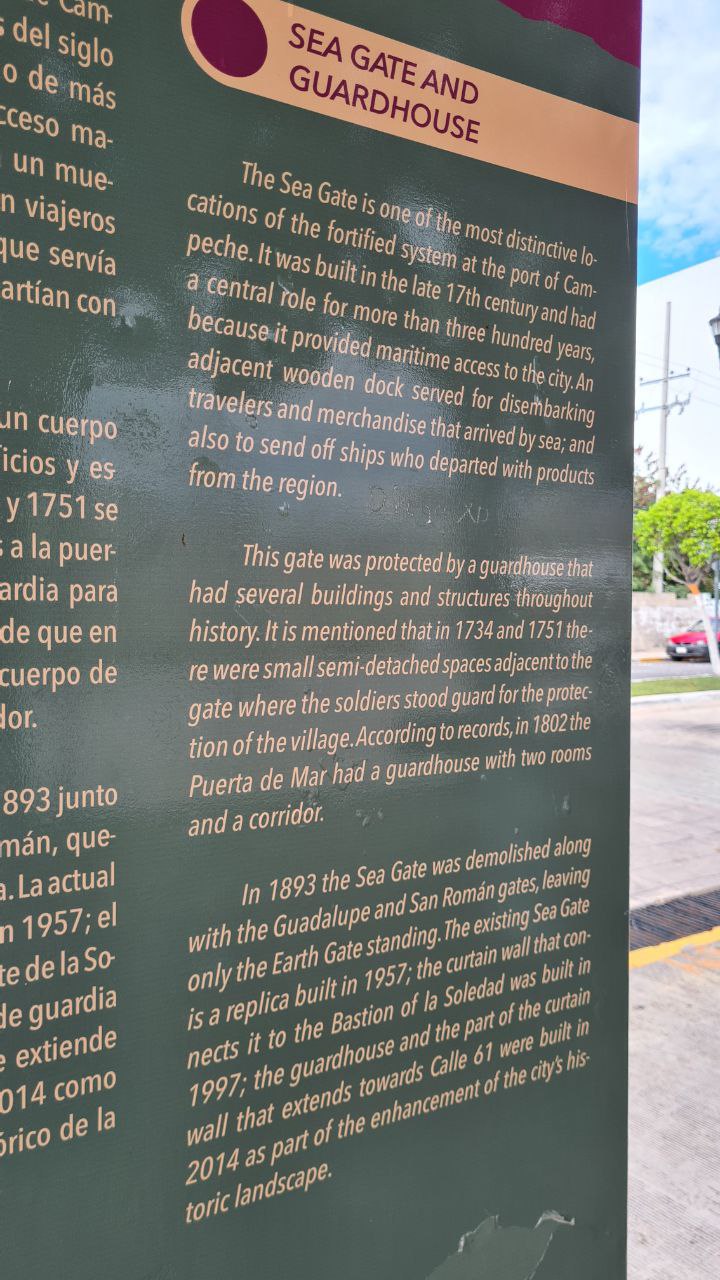 Cam-
del siglo
o de más
cceso ma-
un mue-
n viajeros
que servía
artían con
un cuerpo
icios y es-
y 1751 se
a la puer-
ardia para
de que en
cuerpo de
dor.
893 junto
mán, que-
a. La actual
n 1957; el
te de la So-
de guardia
e extiende
2014 como
órico de la
SEA GATE AND
GUARDHOUSE
The Sea Gate is one of the most distinctive lo-
cations of the fortified system at the port of Cam-
peche. It was built in the late 17th century and had
a central role for more than three hundred years,
because it provided maritime access to the city. An
adjacent wooden dock served for disembarking
travelers and merchandise that arrived by sea; and
also to send off ships who departed with products
from the region.
This gate was protected by a guardhouse that
had several buildings and structures throughout
history. It is mentioned that in 1734 and 1751 the-
re were small semi-detached spaces adjacent to the
gate where the soldiers stood guard for the protec-
tion of the village. According to records, in 1802 the
Puerta de Mar had a guardhouse with two rooms
and a corridor.
In 1893 the Sea Gate was demolished along
with the Guadalupe and San Román gates, leaving
only the Earth Gate standing. The existing Sea Gate
is a replica built in 1957; the curtain wall that con-
nects it to the Bastion of la Soledad was built in
1997; the guardhouse and the part of the curtain
wall that extends towards Calle 61 were built in
2014 as part of the enhancement of the city's his-
toric landscape.